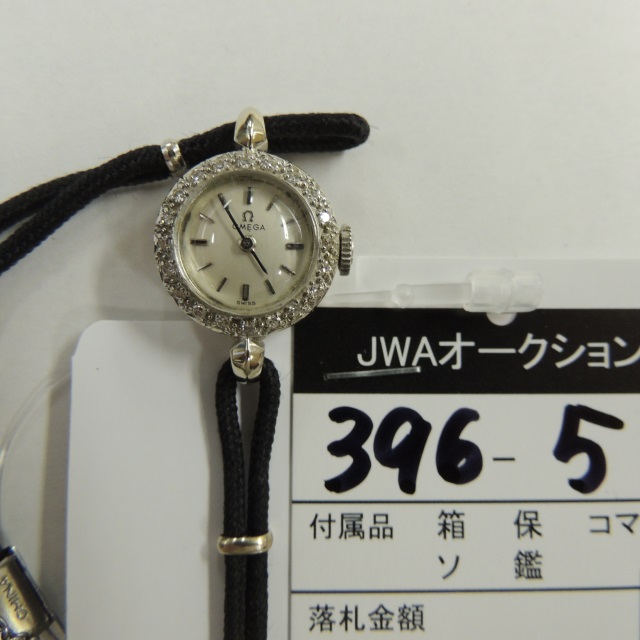 Ω
OMEGA
SWISS
JWAオークション
396-5
付属品 箱 保 コマ
ソ 鑑
落札金額
CHINA